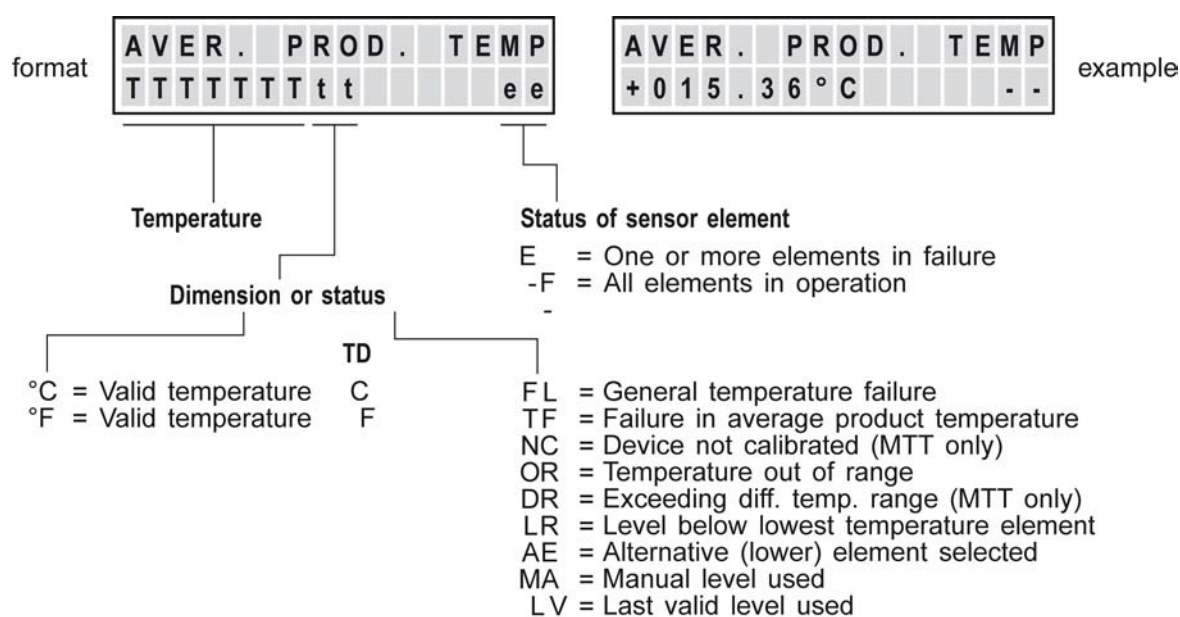 format
AVER. PROD. TEMP
TTTTTTTtt ee
AVER. PROD. TEMP
+015.36°C --
example
Temperature
Status of sensor element
E = One or more elements in failure
-F = All elements in operation
-
Dimension or status
TD
°C = Valid temperature C
°F = Valid temperature F
FL = General temperature failure
TF = Failure in average product temperature
NC = Device not calibrated (MTT only)
OR = Temperature out of range
DR = Exceeding diff. temp. range (MTT only)
LR = Level below lowest temperature element
AE = Alternative (lower) element selected
MA = Manual level used
LV = Last valid level used